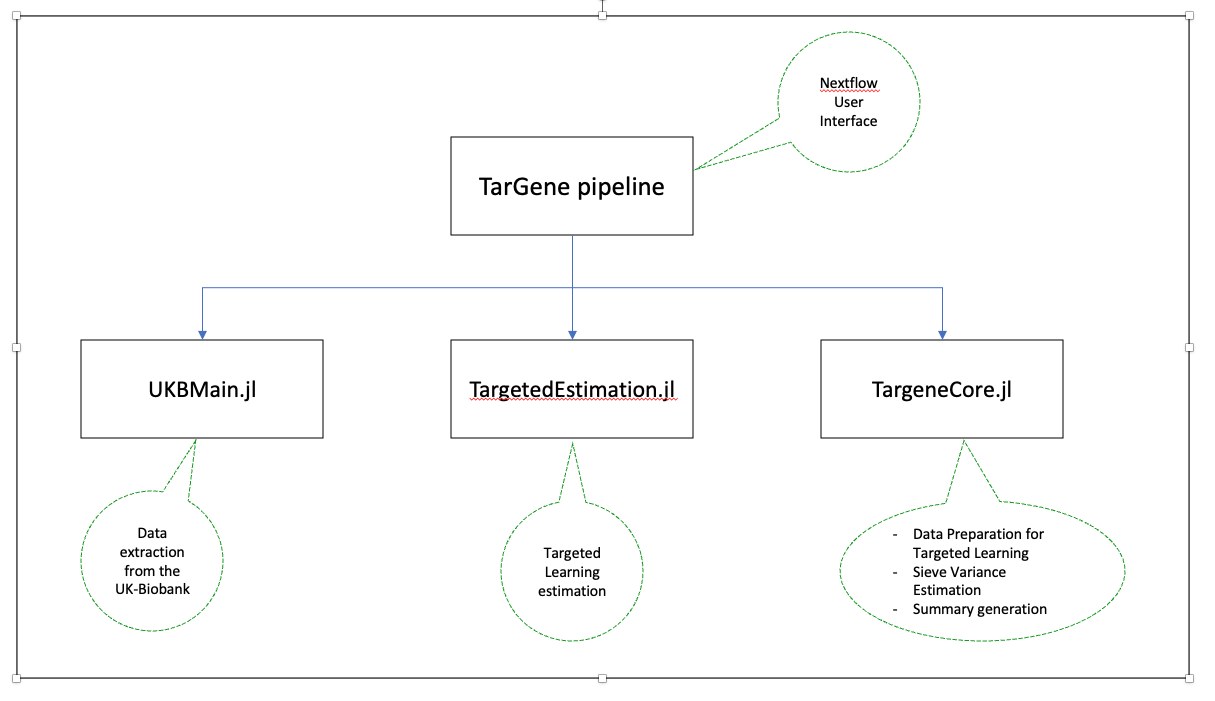 Nextflow
User
Interface
TarGene pipeline
UKBMain.jl
TargetedEstimation.jl
TargeneCore.jl
Data
extraction
from the
UK-Biobank
Targeted
Learning
estimation
- Data Preparation for
Targeted Learning
- Sieve Variance
Estimation
- Summary generation